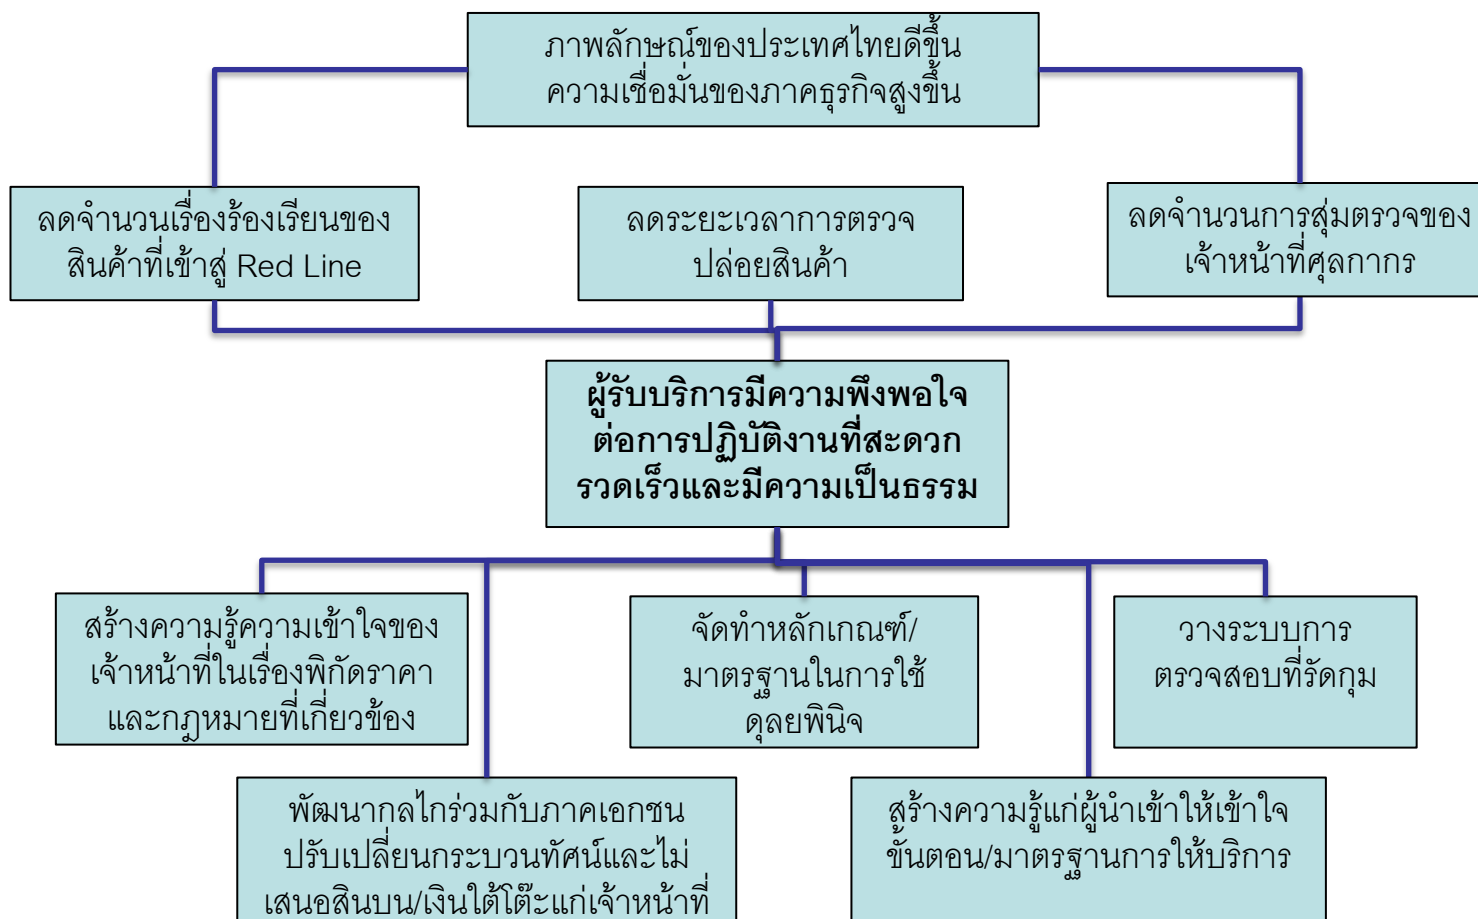 ภาพลักษณ์ของประเทศไทยดีขึ้น
ความเชื่อมั่นของภาคธุรกิจสูงขึ้น
ลดจำนวนเรื่องร้องเรียนของ
สินค้าที่เข้าสู่ Red Line
ลดระยะเวลาการตรวจ
ปล่อยสินค้า
ลดจำนวนการสุ่มตรวจของ
เจ้าหน้าที่ศุลกากร
ผู้รับบริการมีความพึงพอใจ
ต่อการปฏิบัติงานที่สะดวก
รวดเร็วและมีความเป็นธรรม
สร้างความรู้ความเข้าใจของ
เจ้าหน้าที่ในเรื่องพิกัดราคา
และกฎหมายที่เกี่ยวข้อง
จัดทำหลักเกณฑ์/
มาตรฐานในการใช้
ดุลยพินิจ
วางระบบการ
ตรวจสอบที่รัดกุม
พัฒนากลไกร่วมกับภาคเอกชน
ปรับเปลี่ยนกระบวนทัศน์และไม่
เสนอสินบน/เงินใต้โต๊ะแก่เจ้าหน้าที่
สร้างความรู้แก่ผู้นำเข้าให้เข้าใจ
ขั้นตอน/มาตรฐานการให้บริการ